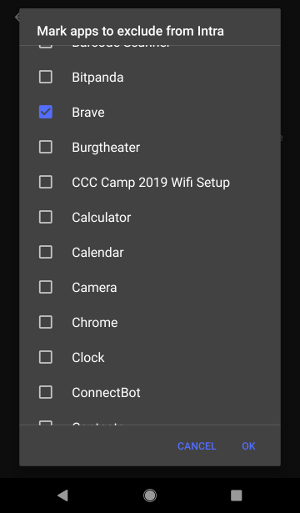 Mark apps to exclude from Intra
Barcode Scanner
Bitpanda
Brave
Burgtheater
CCC Camp 2019 Wifi Setup
Calculator
Calendar
Camera
Chrome
Clock
ConnectBot
CANCEL OK